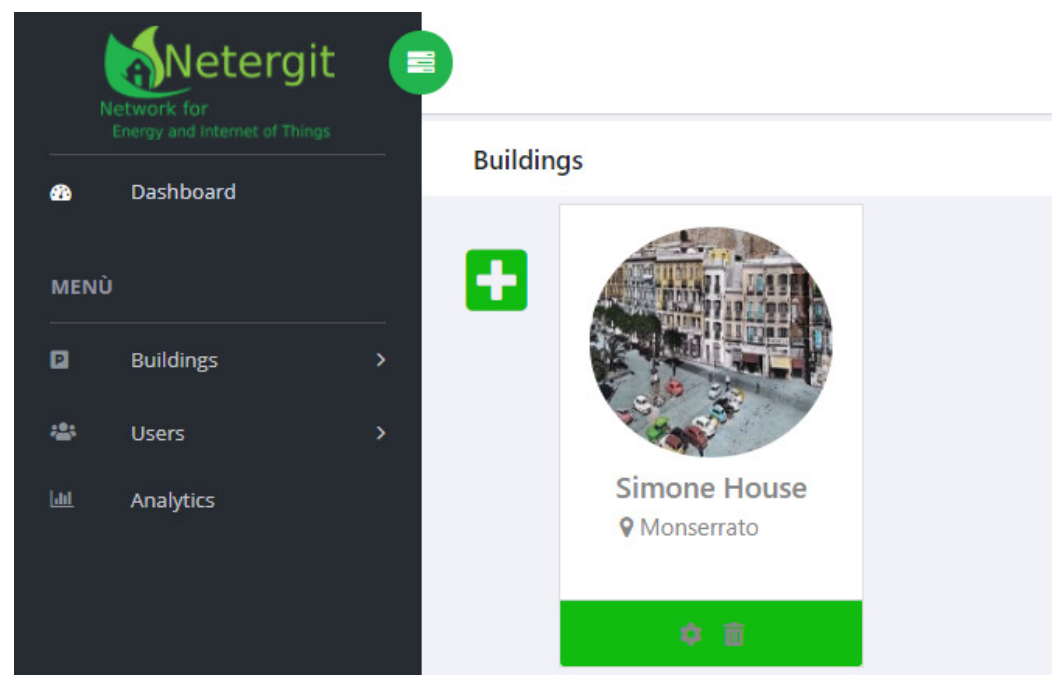 Netergit
Network for
Energy and Internet of Things
Dashboard
MENÙ
Buildings
Users
Analytics
Buildings
Simone House
Monserrato